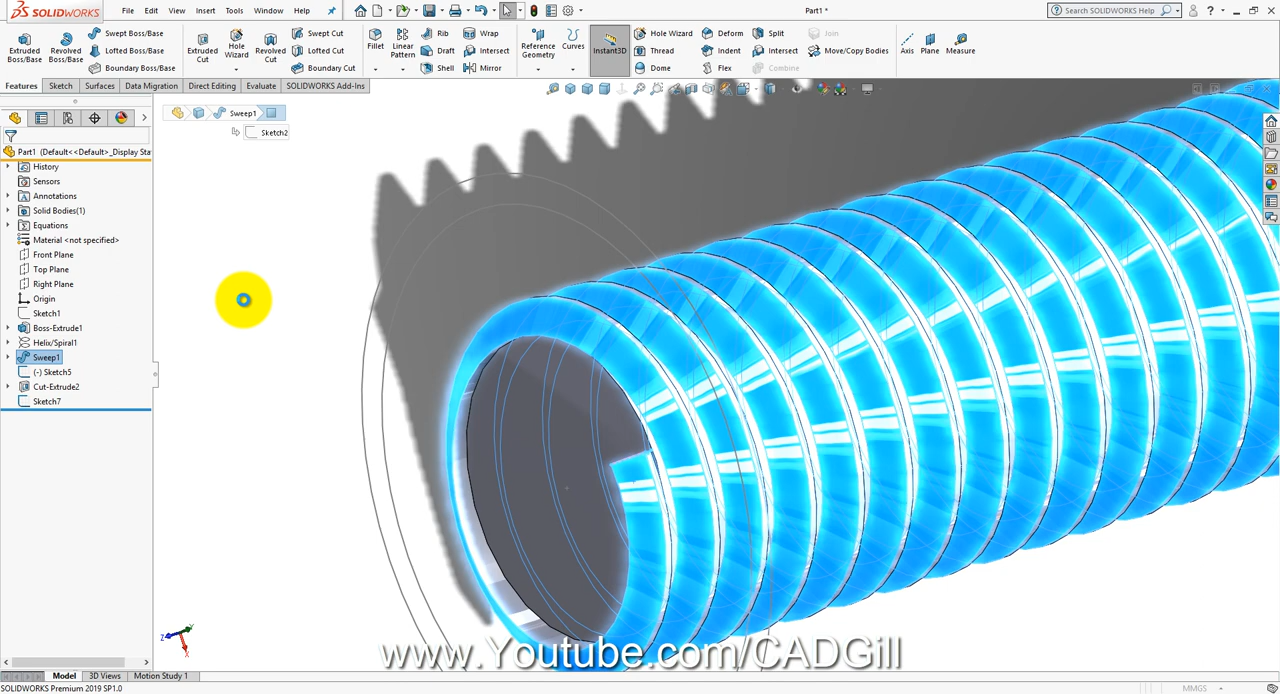 SOLIDWORKS
File Edit View Insert Tools Window Help
Part1 *
Search SOLIDWORKS Help
Extruded Boss/Base
Revolved Boss/Base
Swept Boss/Base
Lofted Boss/Base
Boundary Boss/Base
Extruded Cut
Hole Wizard
Revolved Cut
Swept Cut
Lofted Cut
Boundary Cut
Fillet
Linear Pattern
Rib
Draft
Shell
Wrap
Intersect
Mirror
Reference Geometry
Curves
Instant3D
Hole Wizard
Thread
Dome
Deform
Indent
Flex
Split
Intersect
Combine
Join
Move/Copy Bodies
Axis
Plane
Measure
Features Sketch Surfaces Data Migration Direct Editing Evaluate SOLIDWORKS Add-Ins
Sweep1
Sketch2
Part1 (Default<<Default>_Display Sta
History
Sensors
Annotations
Solid Bodies(1)
Equations
Material <not specified>
Front Plane
Top Plane
Right Plane
Origin
Sketch1
Boss-Extrude1
Helix/Spiral1
Sweep1
(-) Sketch5
Cut-Extrude2
Sketch7
www.Youtube.com/CADGill
Model 3D Views Motion Study 1
SOLIDWORKS Premium 2019 SP1.0
MMGS